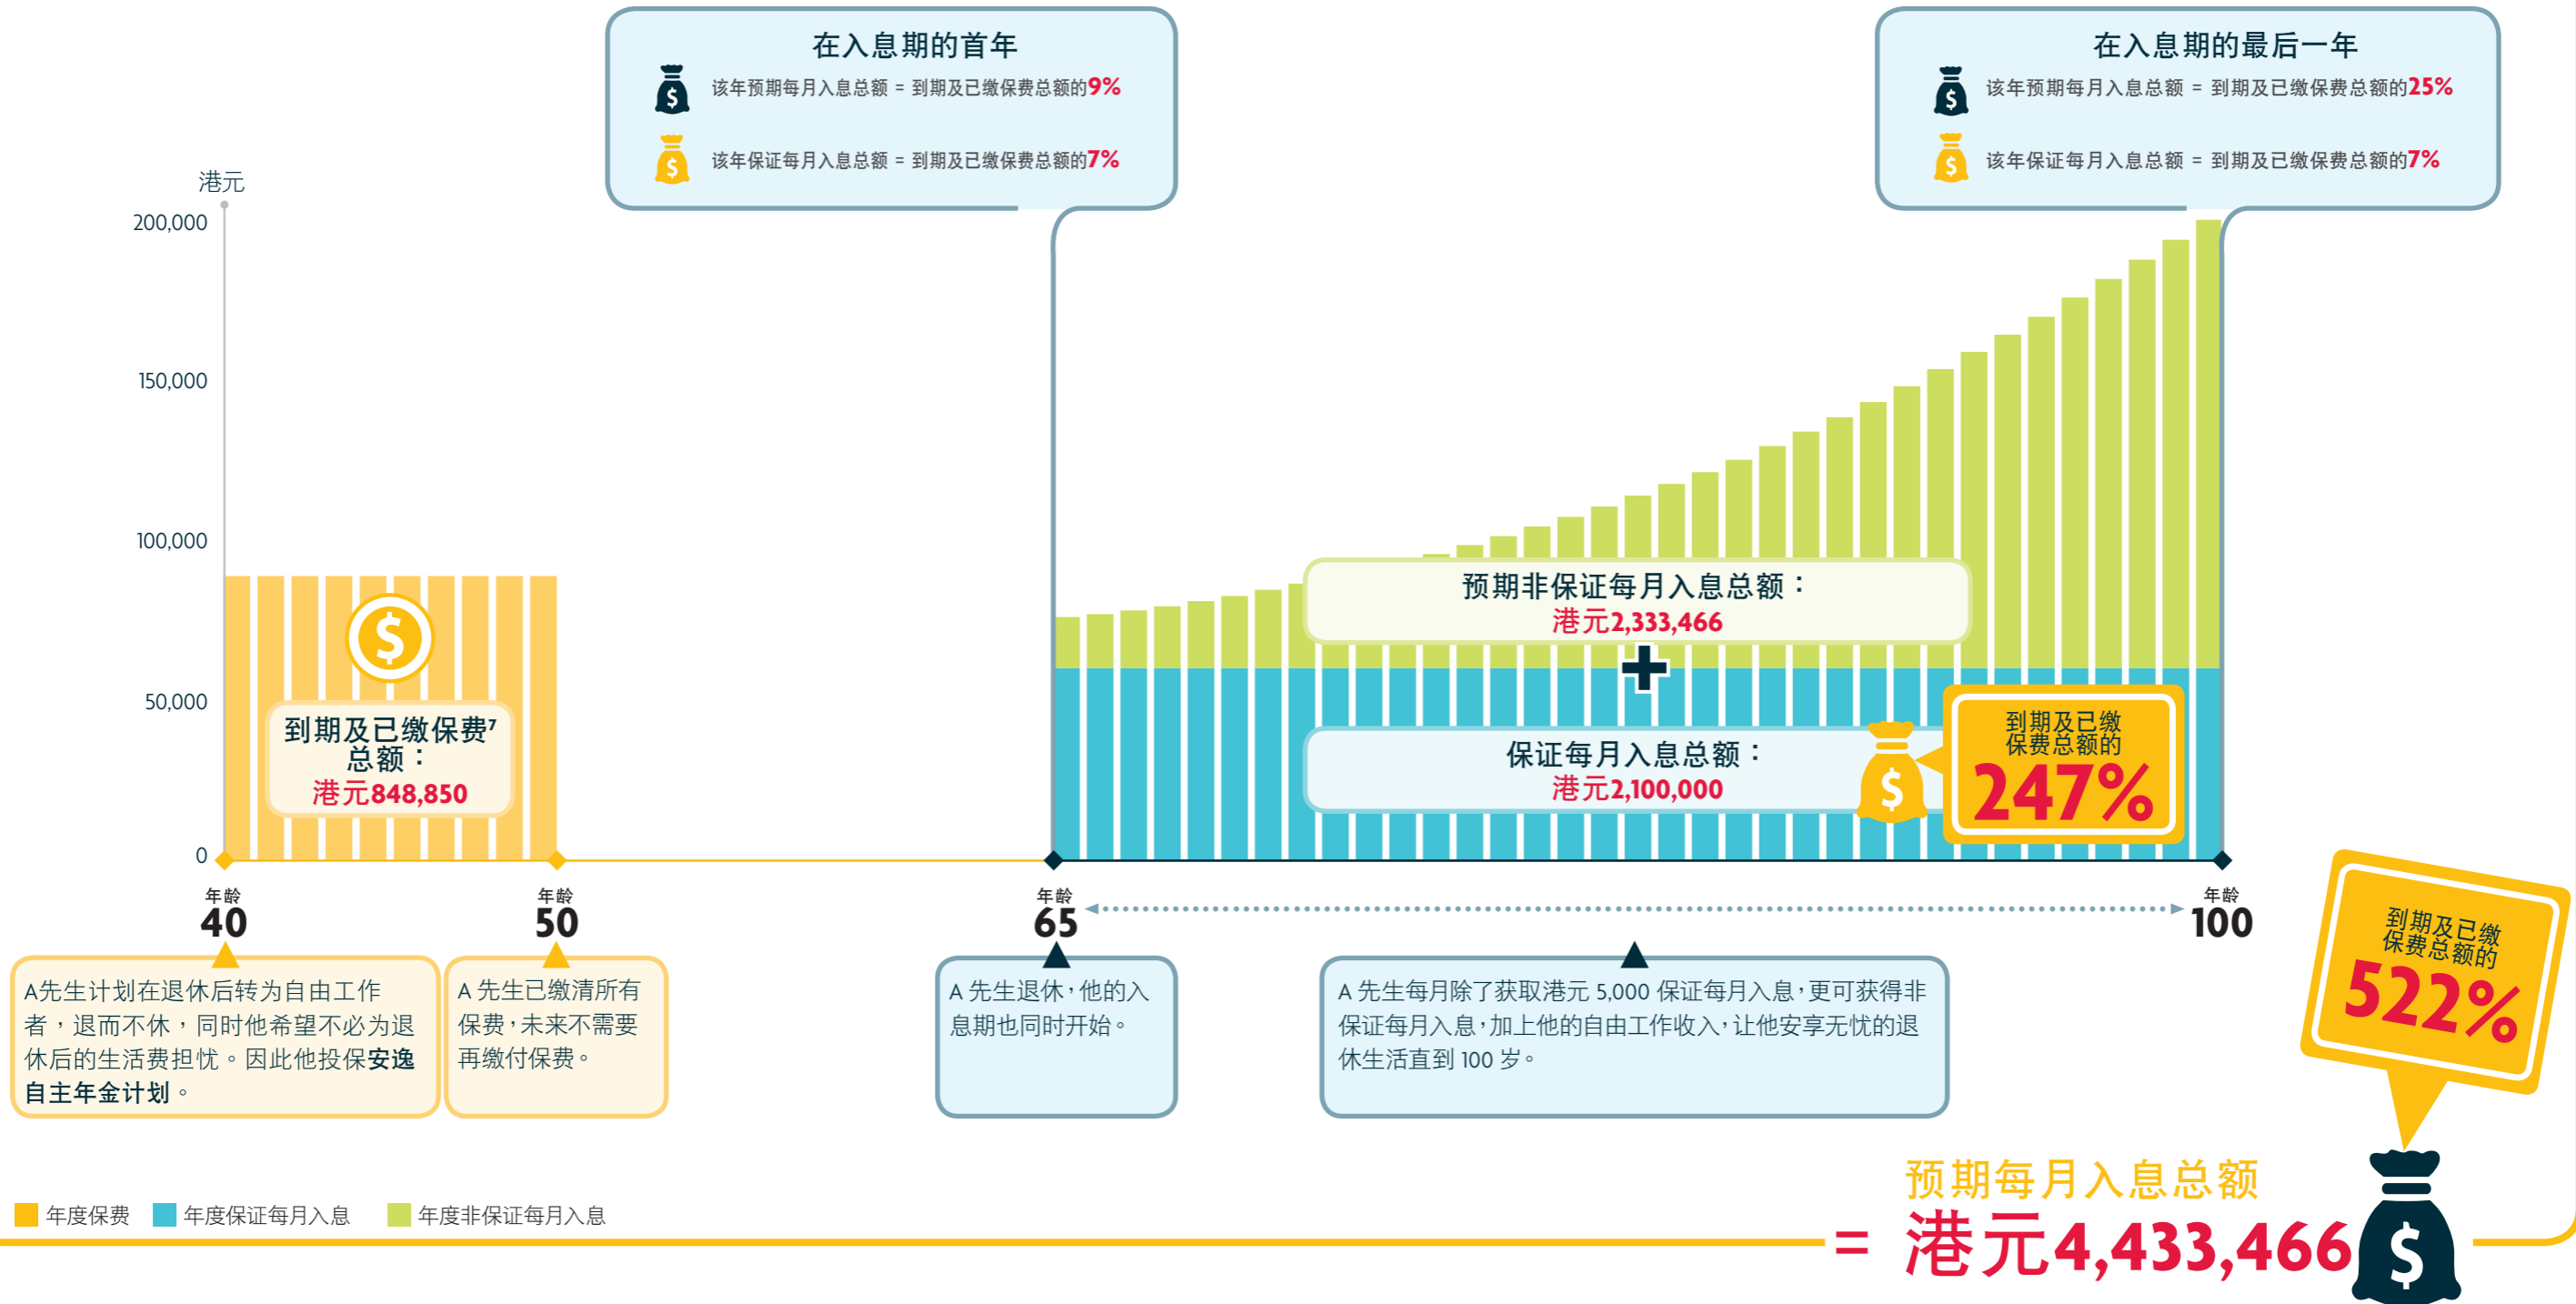 在入息期的首年
该年预期每月入息总额 = 到期及已缴保费总额的9%
该年保证每月入息总额 = 到期及已缴保费总额的7%
在入息期的最后一年
该年预期每月入息总额 = 到期及已缴保费总额的25%
该年保证每月入息总额 = 到期及已缴保费总额的7%
港元
200,000
150,000
100,000
50,000
0
到期及已缴保费7
总额：
港元848,850
预期非保证每月入息总额：
港元2,333,466
保证每月入息总额：
港元2,100,000
到期及已缴
保费总额的
247%
年龄
40
年龄
50
年龄
65
年龄
100
A先生计划在退休后转为自由工作
者，退而不休，同时他希望不必为退
休后的生活费担忧。因此他投保安逸
自主年金计划。
A 先生已缴清所有
保费，未来不需要
再缴付保费。
A 先生退休，他的入
息期也同时开始。
A 先生每月除了获取港元 5,000 保证每月入息，更可获得非
保证每月入息，加上他的自由工作收入，让他安享无忧的退
休生活直到 100 岁。
到期及已缴
保费总额的
522%
年度保费
年度保证每月入息
年度非保证每月入息
预期每月入息总额
= 港元4,433,466